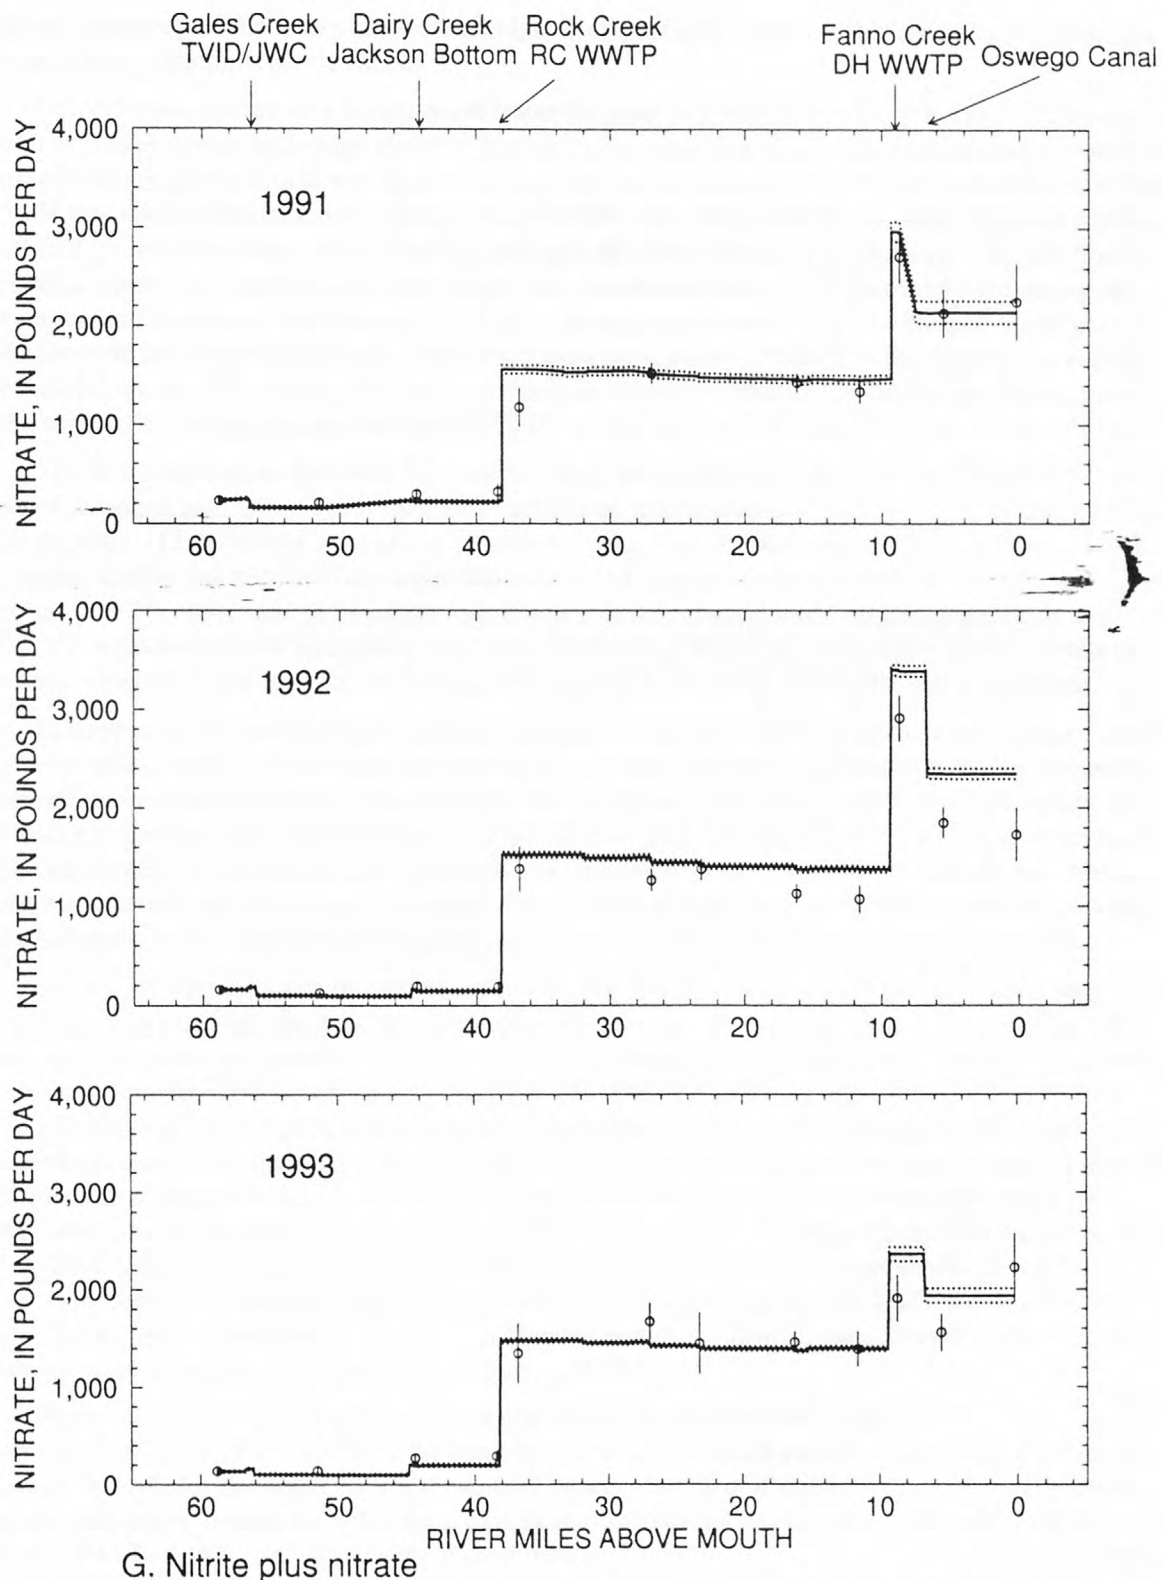 Gales Creek
TVID/JWC
Dairy Creek
Jackson Bottom
Rock Creek
RC WWTP
Fanno Creek
DH WWTP
Oswego Canal
NITRATE, IN POUNDS PER DAY
4,000
3,000
2,000
1,000
0
1991
60 50 40 30 20 10 0
NITRATE, IN POUNDS PER DAY
4,000
3,000
2,000
1,000
0
1992
60 50 40 30 20 10 0
NITRATE, IN POUNDS PER DAY
4,000
3,000
2,000
1,000
0
1993
60 50 40 30 20 10 0
RIVER MILES ABOVE MOUTH
G. Nitrite plus nitrate